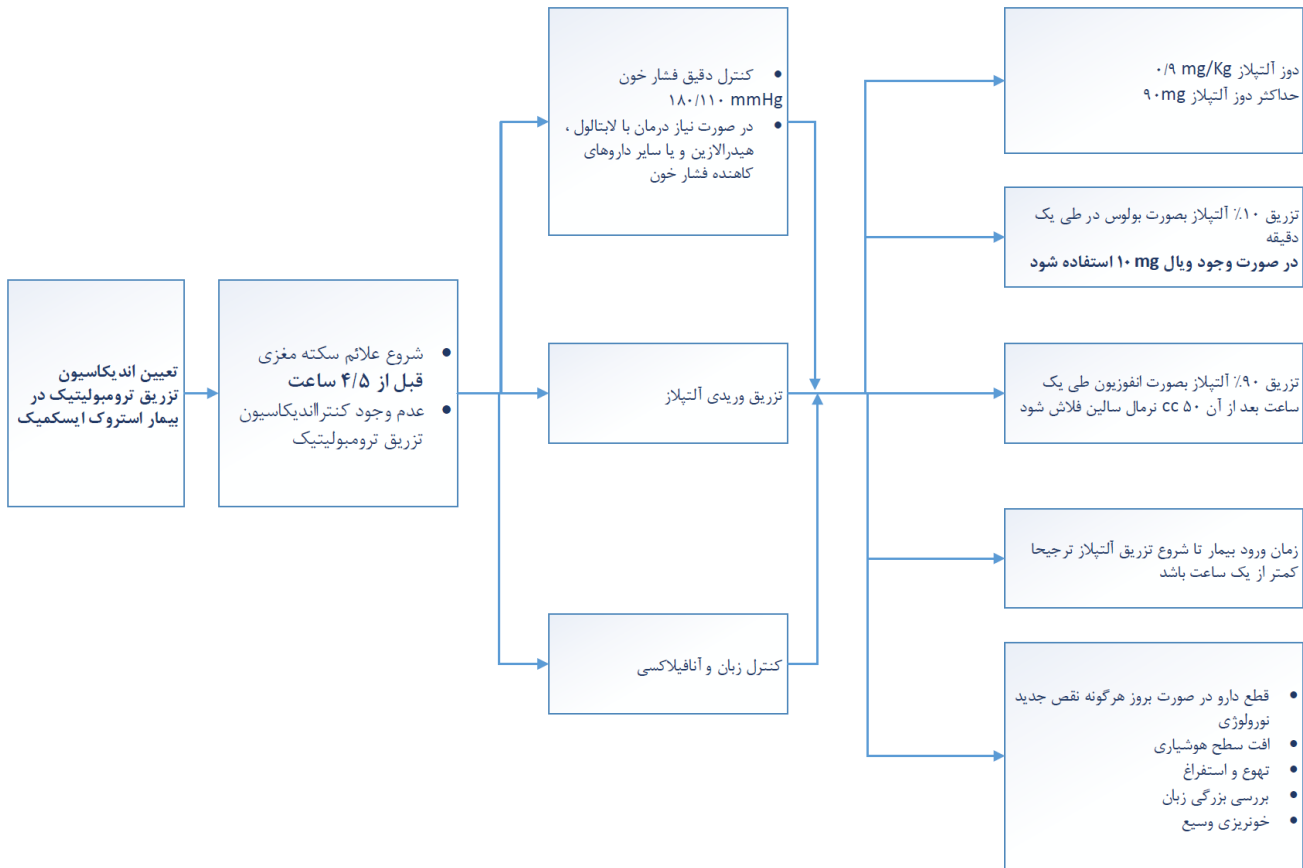 تعیین اندیکاسیون
تزریق ترومبولیتیک در
بیمار استروک ایسکمیک
• شروع علائم سکته مغزی
قبل از ۴/۵ ساعت
• عدم وجود کنترااندیکاسیون
تزریق ترومبولیتیک
• کنترل دقیق فشار خون
۱۸۰/۱۱۰ mmHg
• در صورت نیاز درمان با لابتالول ،
هیدرالازین و یا سایر داروهای
کاهنده فشار خون
تزریق وریدی آلتپلاز
کنترل زبان و آنافیلاکسی
دوز آلتپلاز ۰/۹ mg/Kg
حداکثر دوز آلتپلاز ۹۰mg
تزریق ۱۰٪ آلتپلاز بصورت بولوس در طی یک
دقیقه
در صورت وجود ویال ۱۰ mg استفاده شود
تزریق ۹۰٪ آلتپلاز بصورت انفوزیون طی یک
ساعت بعد از آن ۵۰ cc نرمال سالین فلاش شود
زمان ورود بیمار تا شروع تزریق آلتپلاز ترجیحا
کمتر از یک ساعت باشد
• قطع دارو در صورت بروز هرگونه نقص جدید
نورولوژی
• افت سطح هوشیاری
• تهوع و استفراغ
• بررسی بزرگی زبان
• خونریزی وسیع